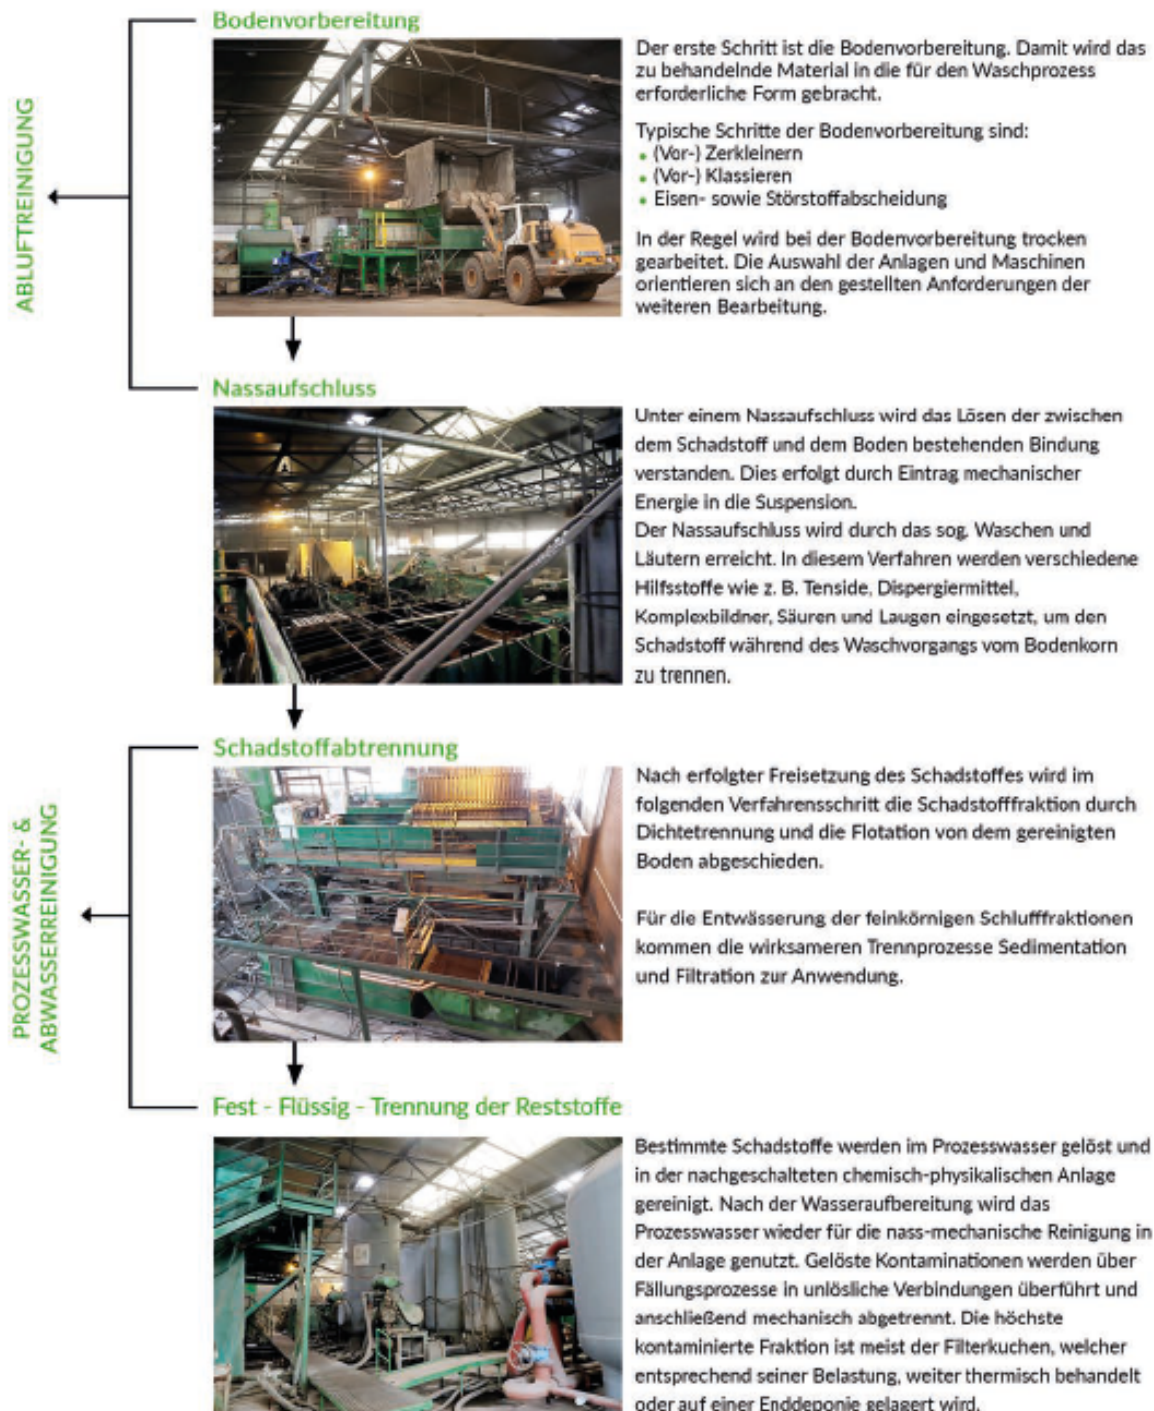 Bodenvorbereitung
Der erste Schritt ist die Bodenvorbereitung. Damit wird das
zu behandelnde Material in die für den Waschprozess
erforderliche Form gebracht.
Typische Schritte der Bodenvorbereitung sind:
• (Vor-) Zerkleinern
• (Vor-) Klassieren
• Eisen- sowie Störstoffabscheidung
In der Regel wird bei der Bodenvorbereitung trocken
gearbeitet. Die Auswahl der Anlagen und Maschinen
orientieren sich an den gestellten Anforderungen der
weiteren Bearbeitung.
ABLUFTREINIGUNG
Nassaufschluss
Unter einem Nassaufschluss wird das Lösen der zwischen
dem Schadstoff und dem Boden bestehenden Bindung
verstanden. Dies erfolgt durch Eintrag mechanischer
Energie in die Suspension.
Der Nassaufschluss wird durch das sog. Waschen und
Läutern erreicht. In diesem Verfahren werden verschiedene
Hilfsstoffe wie z. B. Tenside, Dispergiermittel,
Komplexbildner, Säuren und Laugen eingesetzt, um den
Schadstoff während des Waschvorgangs vom Bodenkorn
zu trennen.
Schadstoffabtrennung
Nach erfolgter Freisetzung des Schadstoffes wird im
folgenden Verfahrensschritt die Schadstofffraktion durch
Dichtetrennung und die Flotation von dem gereinigten
Boden abgeschieden.
Für die Entwässerung der feinkörnigen Schlufffraktionen
kommen die wirksameren Trennprozesse Sedimentation
und Filtration zur Anwendung.
PROZESSWASSER- &
ABWASSERREINIGUNG
Fest - Flüssig - Trennung der Reststoffe
Bestimmte Schadstoffe werden im Prozesswasser gelöst und
in der nachgeschalteten chemisch-physikalischen Anlage
gereinigt. Nach der Wasseraufbereitung wird das
Prozesswasser wieder für die nass-mechanische Reinigung in
der Anlage genutzt. Gelöste Kontaminationen werden über
Fällungsprozesse in unlösliche Verbindungen überführt und
anschließend mechanisch abgetrennt. Die höchste
kontaminierte Fraktion ist meist der Filterkuchen, welcher
entsprechend seiner Belastung, weiter thermisch behandelt
oder auf einer Enddeponie gelagert wird.